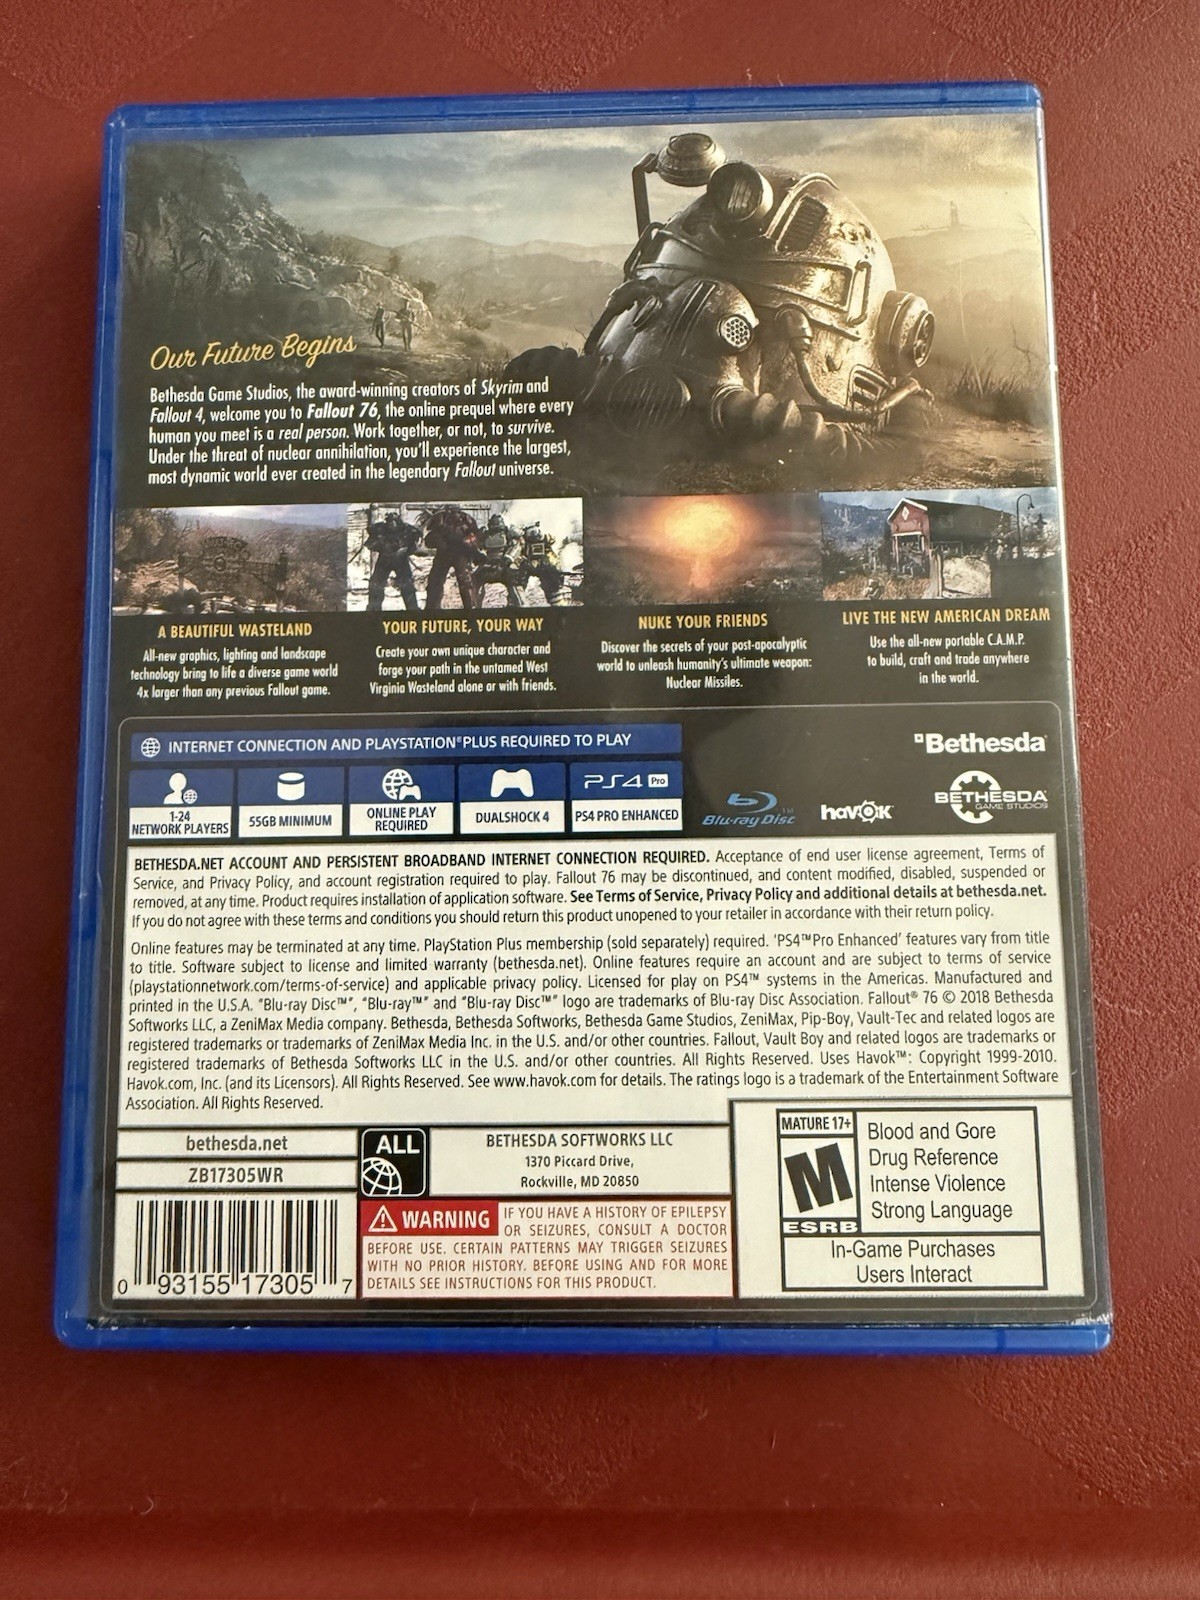 Our Future Begins
Bethesda Game Studios, the award-winning creators of Skyrim and
Fallout 4, welcome you to Fallout 76, the online prequel where every
human you meet is a real person. Work together, or not, to survive.
Under the threat of nuclear annihilation, you'll experience the largest,
most dynamic world ever created in the legendary Fallout universe.
A BEAUTIFUL WASTELAND
All-new graphics, lighting and landscape
technology bring to life a diverse game world
4x larger than any previous Fallout game.
YOUR FUTURE, YOUR WAY
Create your own unique character and
forge your path in the untamed West
Virginia Wasteland alone or with friends.
NUKE YOUR FRIENDS
Discover the secrets of your post-apocalyptic
world to unleash humanity's ultimate weapon:
Nuclear Missiles.
LIVE THE NEW AMERICAN DREAM
Use the all-new portable C.A.M.P.
to build, craft and trade anywhere
in the world.
INTERNET CONNECTION AND PLAYSTATION®PLUS REQUIRED TO PLAY
1-24
NETWORK PLAYERS
55GB MINIMUM
ONLINE PLAY
REQUIRED
DUALSHOCK 4
PS4 Pro
PS4 PRO ENHANCED
Blu-ray Disc™
havok
Bethesda
BETHESDA
GAME STUDIOS
BETHESDA.NET ACCOUNT AND PERSISTENT BROADBAND INTERNET CONNECTION REQUIRED. Acceptance of end user license agreement, Terms of
Service, and Privacy Policy, and account registration required to play. Fallout 76 may be discontinued, and content modified, disabled, suspended or
removed, at any time. Product requires installation of application software. See Terms of Service, Privacy Policy and additional details at bethesda.net.
If you do not agree with these terms and conditions you should return this product unopened to your retailer in accordance with their return policy.
Online features may be terminated at any time. PlayStation Plus membership (sold separately) required. 'PS4™Pro Enhanced' features vary from title
to title. Software subject to license and limited warranty (bethesda.net). Online features require an account and are subject to terms of service
(playstationnetwork.com/terms-of-service) and applicable privacy policy. Licensed for play on PS4™ systems in the Americas. Manufactured and
printed in the U.S.A. "Blu-ray Disc™", "Blu-ray™" and "Blu-ray Disc™" logo are trademarks of Blu-ray Disc Association. Fallout® 76 © 2018 Bethesda
Softworks LLC, a ZeniMax Media company. Bethesda, Bethesda Softworks, Bethesda Game Studios, ZeniMax, Pip-Boy, Vault-Tec and related logos are
registered trademarks or trademarks of ZeniMax Media Inc. in the U.S. and/or other countries. Fallout, Vault Boy and related logos are trademarks or
registered trademarks of Bethesda Softworks LLC in the U.S. and/or other countries. All Rights Reserved. Uses Havok™: Copyright 1999-2010.
Havok.com, Inc. (and its Licensors). All Rights Reserved. See www.havok.com for details. The ratings logo is a trademark of the Entertainment Software
Association. All Rights Reserved.
bethesda.net
ZB17305WR
ALL
BETHESDA SOFTWORKS LLC
1370 Piccard Drive,
Rockville, MD 20850
WARNING IF YOU HAVE A HISTORY OF EPILEPSY
OR SEIZURES, CONSULT A DOCTOR
BEFORE USE. CERTAIN PATTERNS MAY TRIGGER SEIZURES
WITH NO PRIOR HISTORY. BEFORE USING AND FOR MORE
DETAILS SEE INSTRUCTIONS FOR THIS PRODUCT.
0 93155 17305 7
MATURE 17+
M
ESRB
Blood and Gore
Drug Reference
Intense Violence
Strong Language
In-Game Purchases
Users Interact